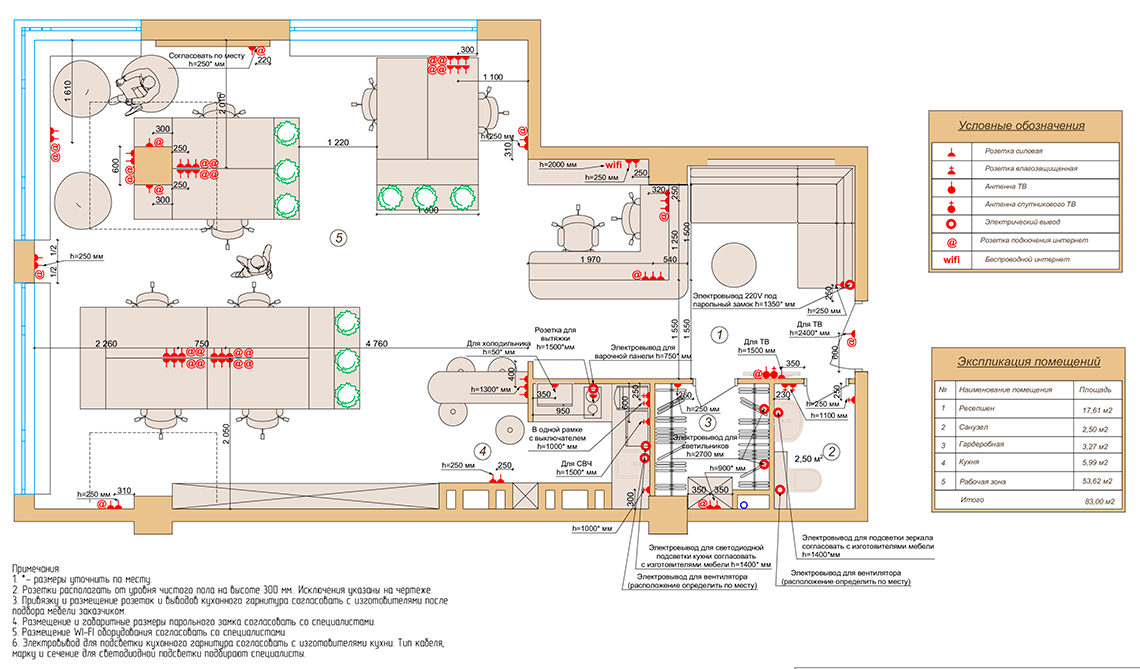 Согласовать по месту
h=250* мм
220
300
1 100
1 610
2 010
300
250
600
250
300
1 220
h=250 мм
310
h=2000 мм
wifi
h=250 мм
250
320
250
1 800
1 250
1 500
1/2
1/2
h=250 мм
5
1 970
540
Электровывод 220V под
парольный замок h=1350* мм
250
h=250 мм
1 550
1 550
1
Для ТВ
h=2400* мм
600
Розетка для
вытяжки
h=1500*мм
Для холодильника
h=50* мм
Электровывод для
варочной панели h=750* мм
Для ТВ
h=1500 мм
350
2 260
750
4 760
400
h=1300* мм
350
950
600
250
250
h=250 мм
230
250
h=250 мм
h=1100 мм
3
В одной рамке
с выключателем
h=1000* мм
Электровывод для
светильников
h=2700 мм
2 050
4
Для СВЧ
h=1500* мм
2,50 м²
2
h=250 мм
250
h=900* мм
350
350
h=250 мм
310
300
h=1000* мм
Электровывод для светодиодной
подсветки кухни согласовать
с изготовителями мебели h=1400* мм
Электровывод для вентилятора
(расположение определить по месту)
Электровывод для подсветки зеркала
согласовать с изготовителями мебели
h=1400*мм
Электровывод для вентилятора
(расположение определить по месту)
Условные обозначения
Розетка силовая
Розетка влагозащищенная
Антенна ТВ
Антенна спутникового ТВ
Электрический вывод
@ Розетка подключения интернет
wifi Беспроводной интернет
Экспликация помещений
№ Наименование помещения Площадь
1 Ресепшен 17,61 м2
2 Санузел 2,50 м2
3 Гардеробная 3,27 м2
4 Кухня 5,99 м2
5 Рабочая зона 53,62 м2
Итого 83,00 м2
Примечания:
1. *- размеры уточнить по месту.
2. Розетки располагать от уровня чистого пола на высоте 300 мм. Исключения указаны на чертеже.
3. Привязку и размещение розеток и выводов кухонного гарнитура согласовать с изготовителями после
подбора мебели заказчиком.
4. Размещение и габаритные размеры парольного замка согласовать со специалистами.
5. Размещение WI-FI оборудования согласовать со специалистами.
6. Электровывод для подсветки кухонного гарнитура согласовать с изготовителями кухни. Тип кабеля,
марку и сечение для светодиодной подсветки подбирают специалисты.